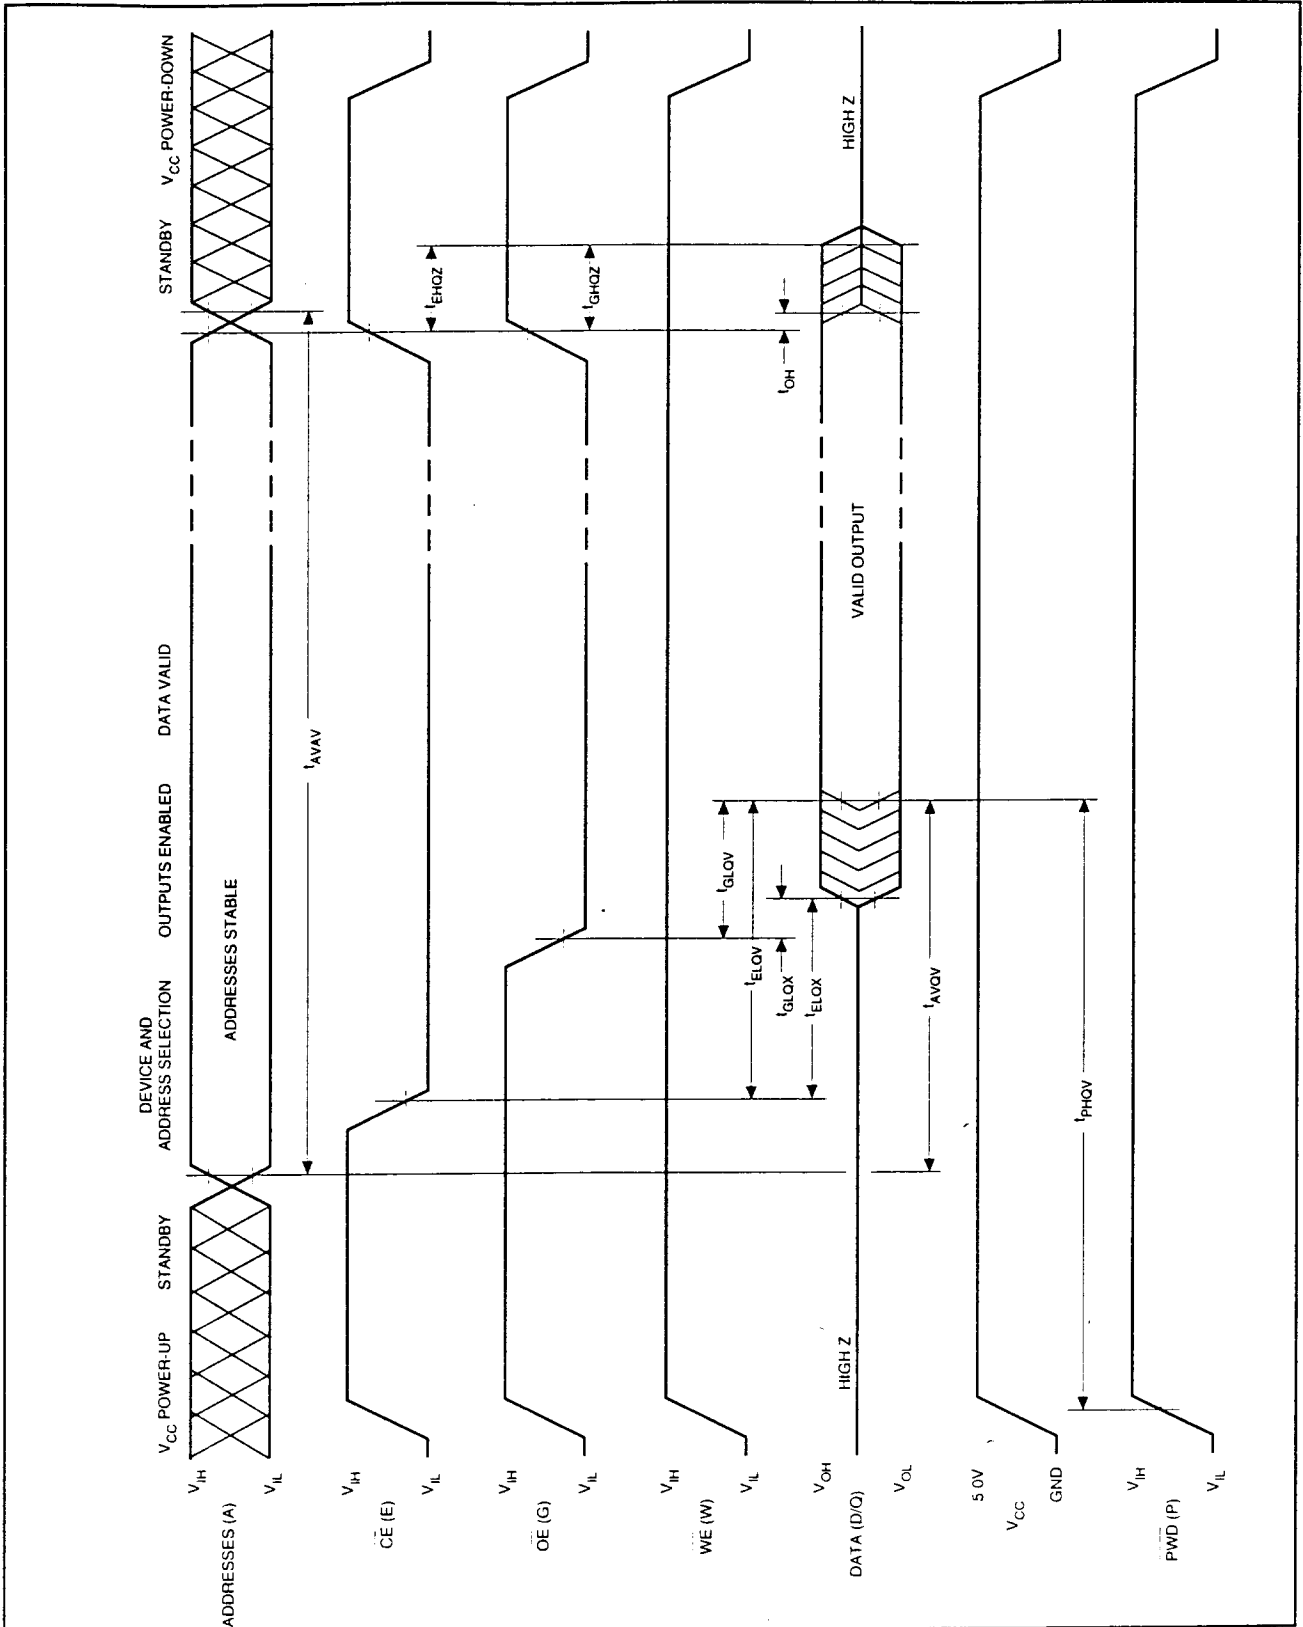 VCC POWER-UP
STANDBY
DEVICE AND
ADDRESS SELECTION
OUTPUTS ENABLED
DATA VALID
STANDBY
VCC POWER-DOWN
VIH
ADDRESSES (A)
ADDRESSES STABLE
VIL
tAVAV
VIH
CE (E)
VIL
tEHQZ
VIH
OE (G)
VIL
tGHQZ
VIH
WE (W)
VIL
tGLQV
tELQV
tGLQX
tOH
tELQX
VOH
DATA (D/Q)
HIGH Z
VALID OUTPUT
HIGH Z
VOL
tAVQV
5 0V
VCC
GND
tPHQV
VIH
PWD (P)
VIL